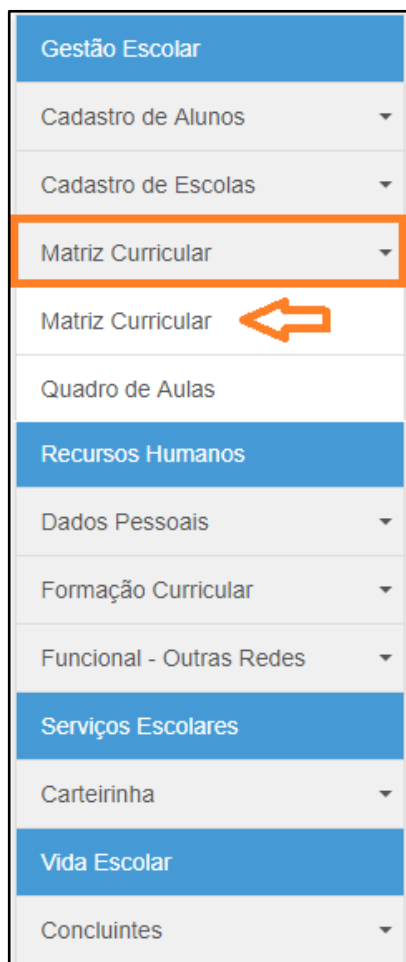 Gestão Escolar
Cadastro de Alunos
Cadastro de Escolas
Matriz Curricular
Matriz Curricular
Quadro de Aulas
Recursos Humanos
Dados Pessoais
Formação Curricular
Funcional - Outras Redes
Serviços Escolares
Carteirinha
Vida Escolar
Concluintes